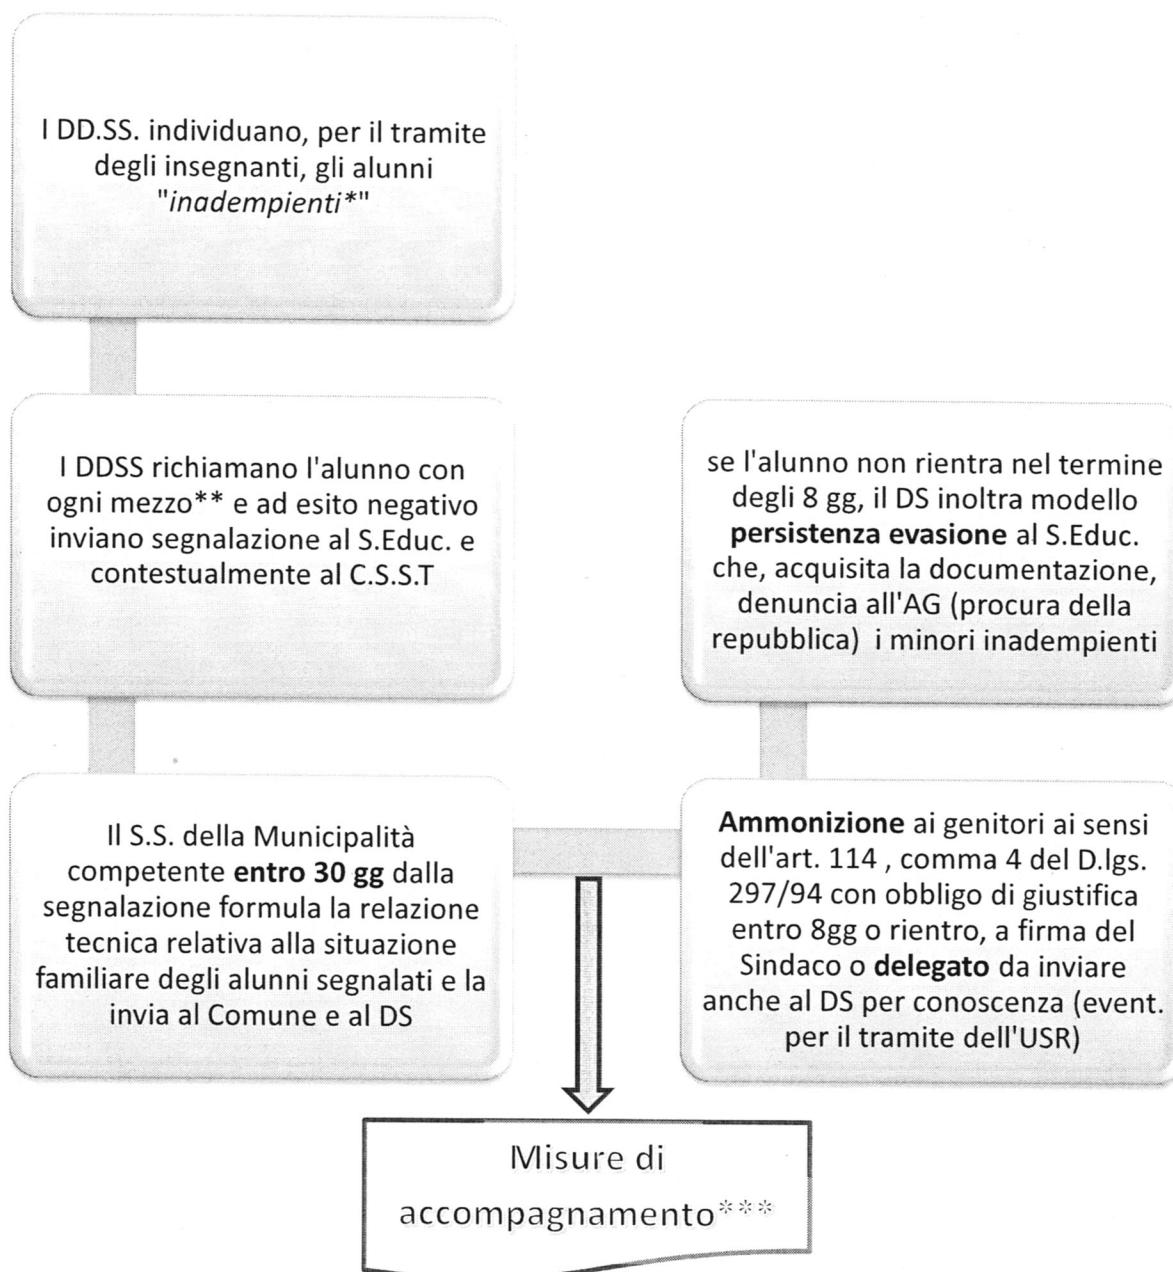 I DD.SS. individuano, per il tramite
degli insegnanti, gli alunni
"inadempienti*"
I DDSS richiamano l'alunno con
ogni mezzo** e ad esito negativo
inviano segnalazione al S.Educ. e
contestualmente al C.S.S.T
Il S.S. della Municipalità
competente entro 30 gg dalla
segnalazione formula la relazione
tecnica relativa alla situazione
familiare degli alunni segnalati e la
invia al Comune e al DS
Ammonizione ai genitori ai sensi
dell'art. 114 , comma 4 del D.lgs.
297/94 con obbligo di giustifica
entro 8gg o rientro, a firma del
Sindaco o delegato da inviare
anche al DS per conoscenza (event.
per il tramite dell'USR)
se l'alunno non rientra nel termine
degli 8 gg, il DS inoltra modello
persistenza evasione al S.Educ.
che, acquisita la documentazione,
denuncia all'AG (procura della
repubblica) i minori inadempienti
Misure di
accompagnamento***